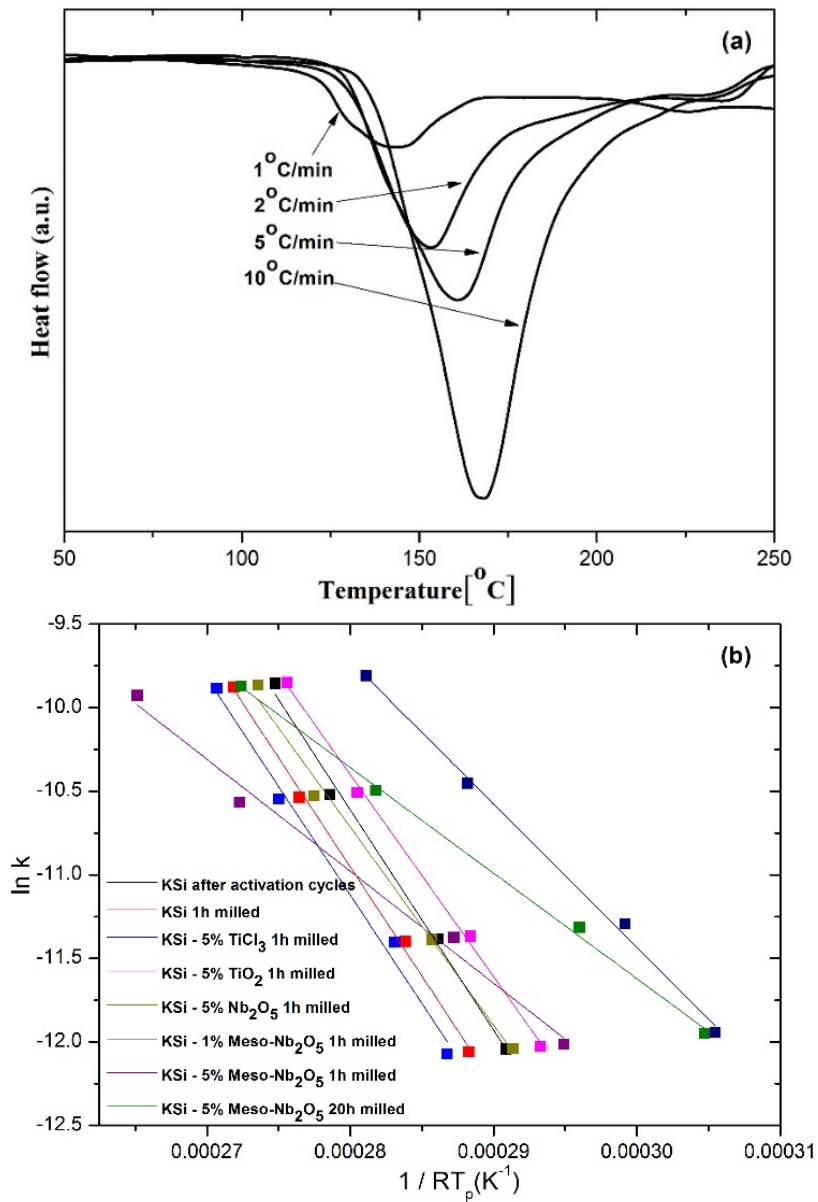 (a)
1°C/min
2°C/min
5°C/min
10°C/min
Heat flow (a.u.)
50 100 150 200 250
Temperature[°C]
(b)
-9.5
-10.0
-10.5
-11.0
-11.5
-12.0
-12.5
ln k
KSi after activation cycles
KSi 1h milled
KSi - 5% TiCl₃ 1h milled
KSi - 5% TiO₂ 1h milled
KSi - 5% Nb₂O₅ 1h milled
KSi - 1% Meso-Nb₂O₅ 1h milled
KSi - 5% Meso-Nb₂O₅ 1h milled
KSi - 5% Meso-Nb₂O₅ 20h milled
0.00027 0.00028 0.00029 0.00030 0.00031
1 / RTₚ(K⁻¹)